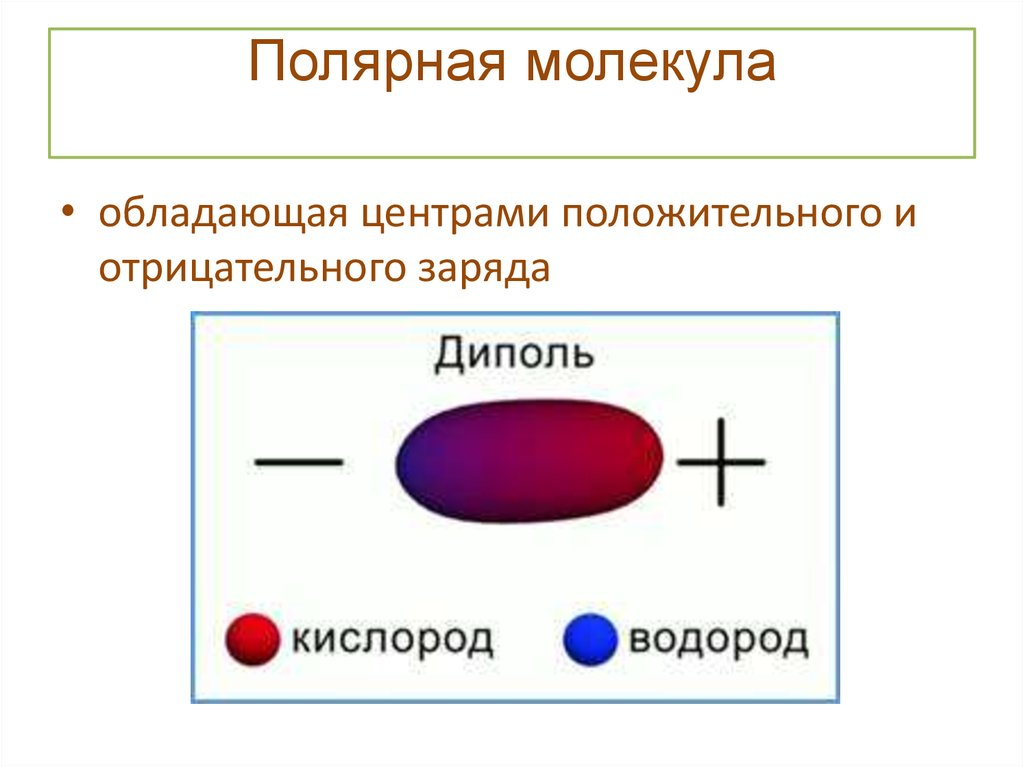 Полярная молекула
• обладающая центрами положительного и
отрицательного заряда
Диполь
— +
кислород водород